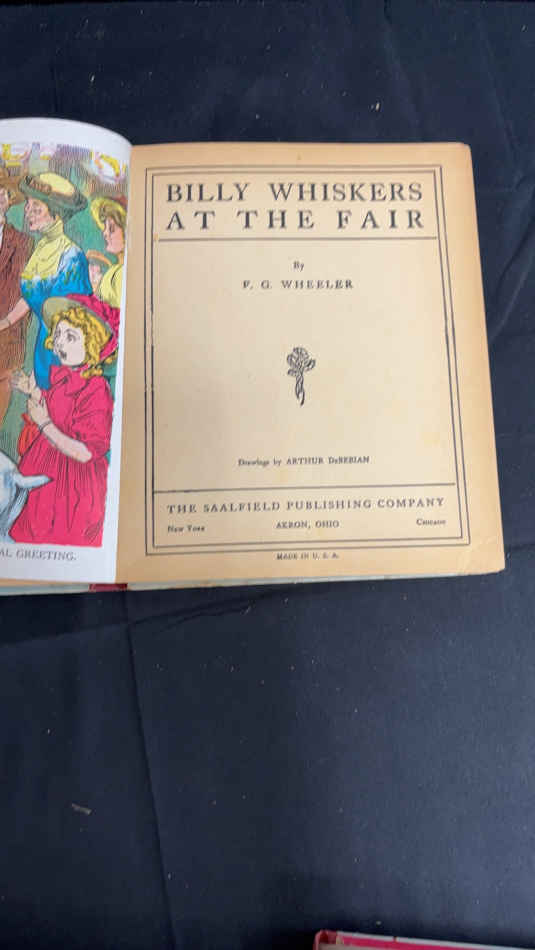 BILLY WHISKERS
AT THE FAIR
By
F. G. WHEELER
Drawings by ARTHUR DeBEBIAN
THE SAALFIELD PUBLISHING COMPANY
New York AKRON, OHIO Chicago
MADE IN U. S. A.
AL GREETING.